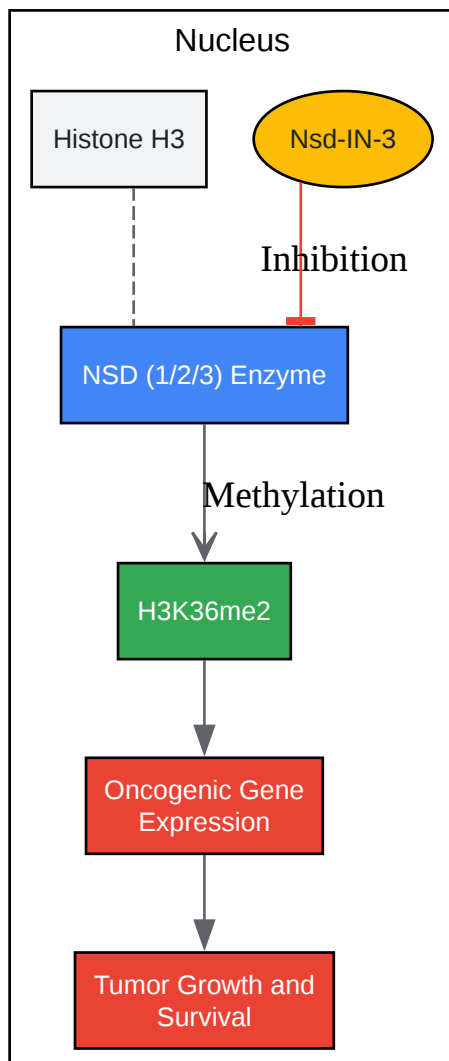 Nucleus
Histone H3
Nsd-IN-3
Inhibition
NSD (1/2/3) Enzyme
Methylation
H3K36me2
Oncogenic Gene
Expression
Tumor Growth and
Survival